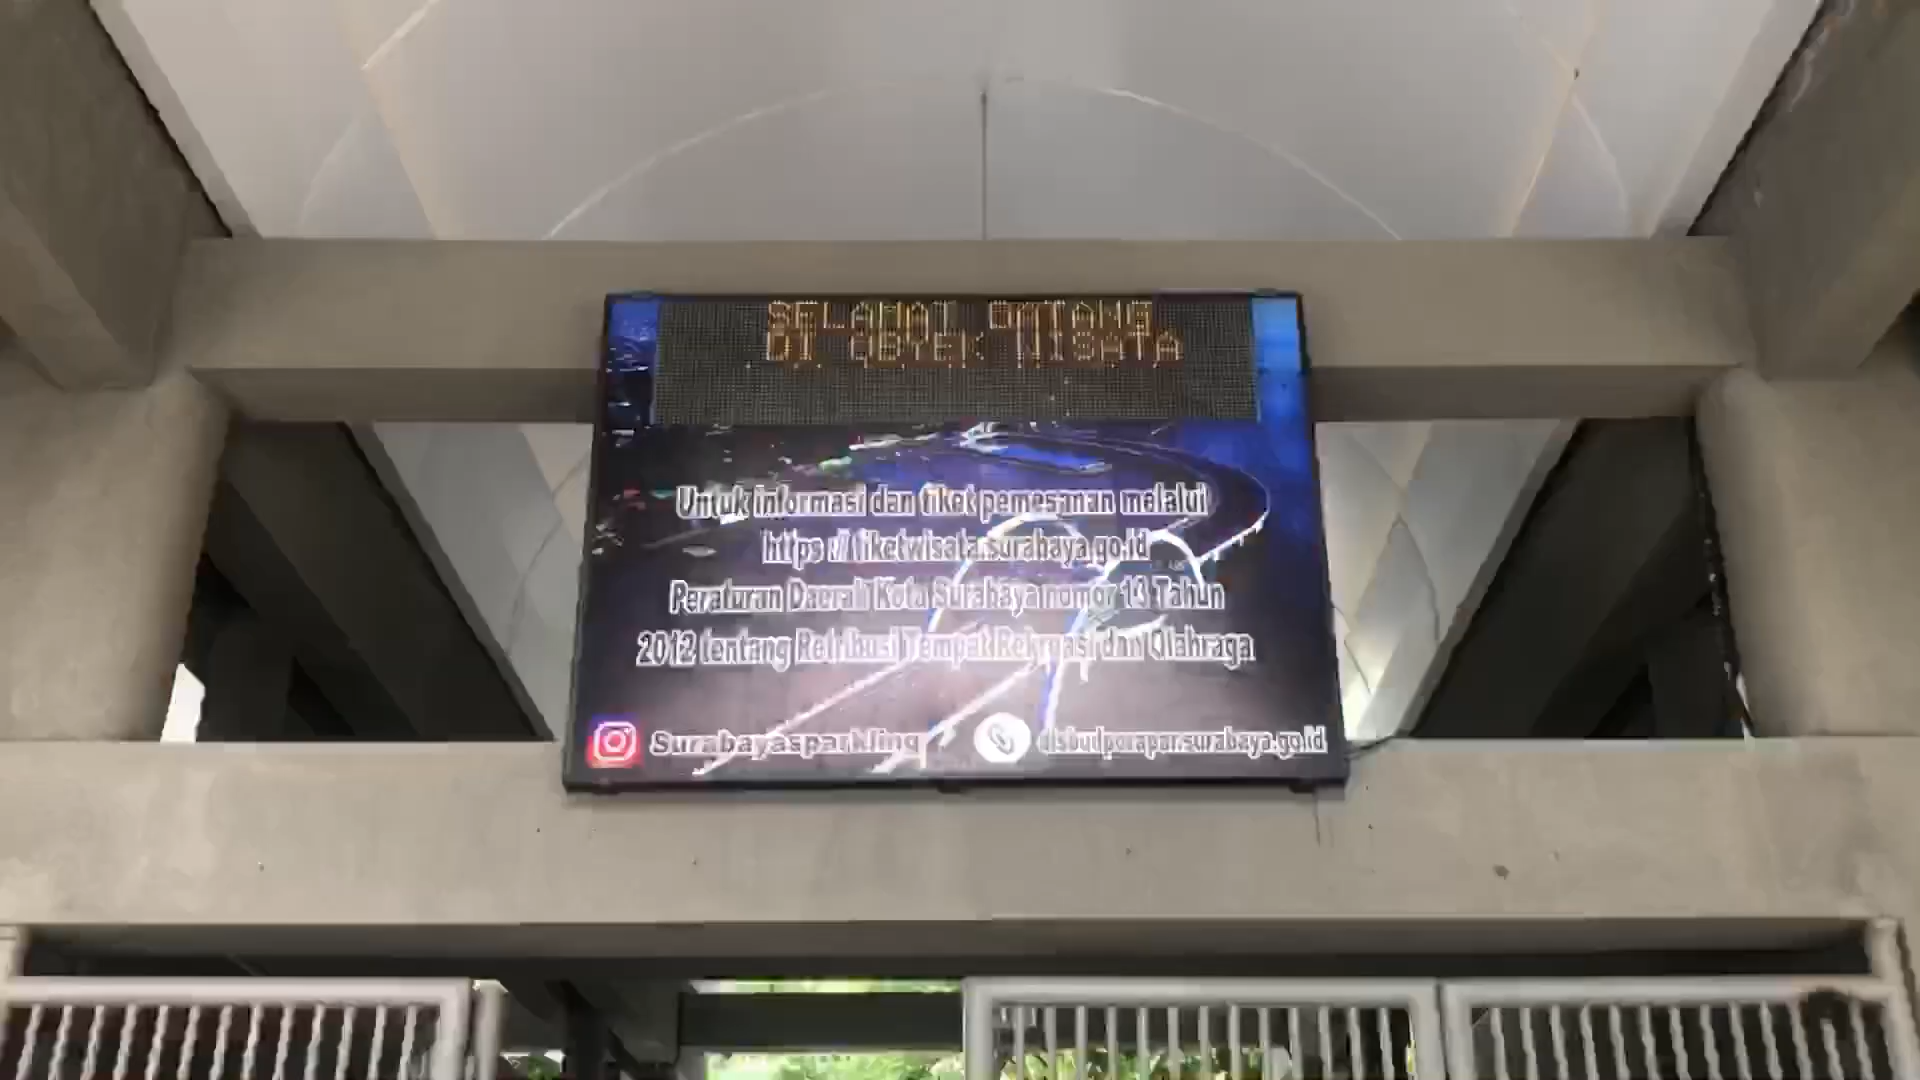 SELAMAT DATANG
DI OBYEK WISATA
Untuk informasi dan tiket pemesanan melalui
https://tiketwisata.surabaya.go.id
Peraturan Daerah Kota Surabaya nomor 13 Tahun
2012 tentang Retribusi Tempat Rekreasi dan Olahraga
Surabayasparkling
disbudporapar.surabaya.go.id